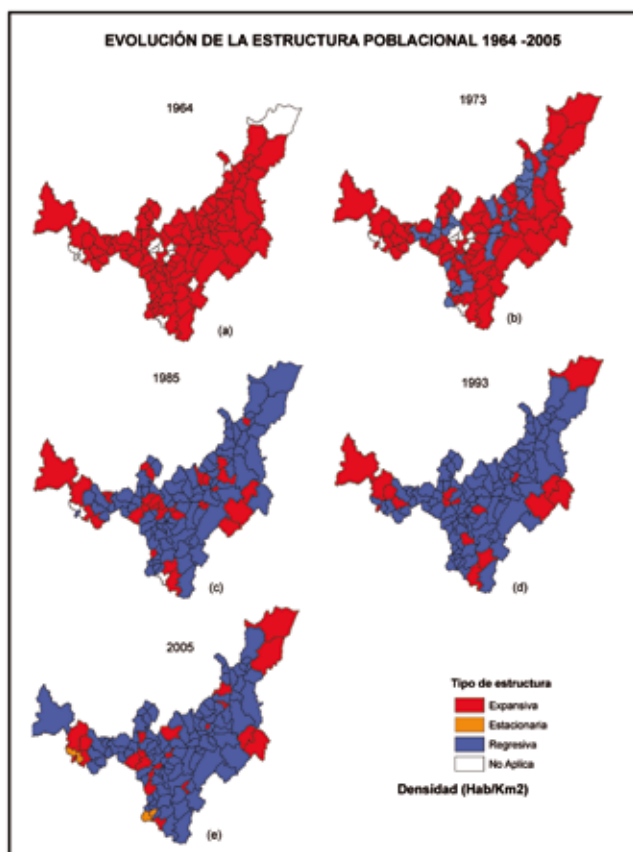 EVOLUCIÓN DE LA ESTRUCTURA POBLACIONAL 1964 -2005
1964
1973
(a)
(b)
1985
1993
(c)
(d)
2005
Tipo de estructura
Expansiva
Estacionaria
Regresiva
No Aplica
Densidad (Hab/Km2)
(e)